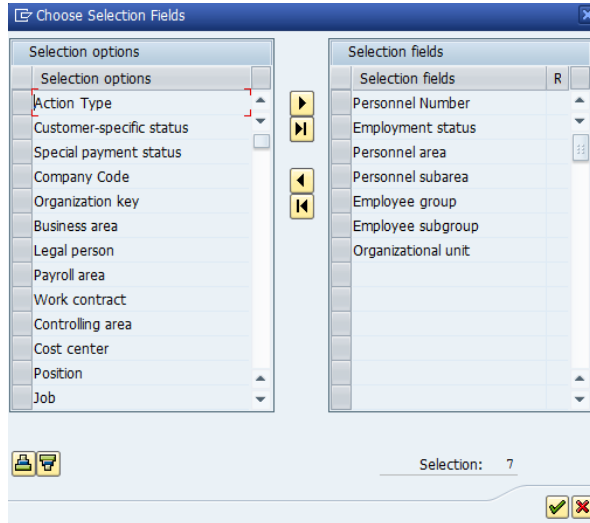 Choose Selection Fields
Selection options
Selection options
Action Type
Customer-specific status
Special payment status
Company Code
Organization key
Business area
Legal person
Payroll area
Work contract
Controlling area
Cost center
Position
Job
Selection fields
Selection fields R
Personnel Number
Employment status
Personnel area
Personnel subarea
Employee group
Employee subgroup
Organizational unit
Selection: 7